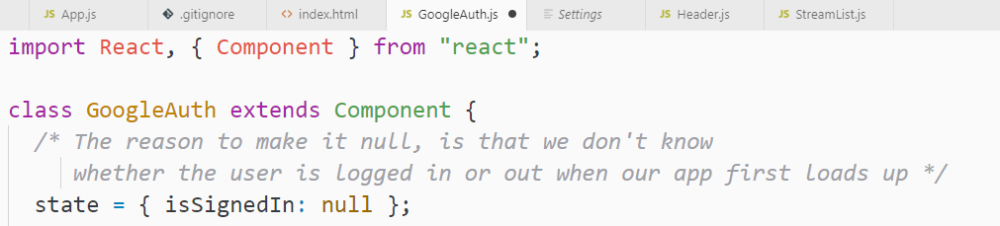 JS App.js .gitignore <> index.html JS GoogleAuth.js Settings JS Header.js JS StreamList.js
import React, { Component } from "react";
class GoogleAuth extends Component {
/* The reason to make it null, is that we don't know
whether the user is logged in or out when our app first loads up */
state = { isSignedIn: null };